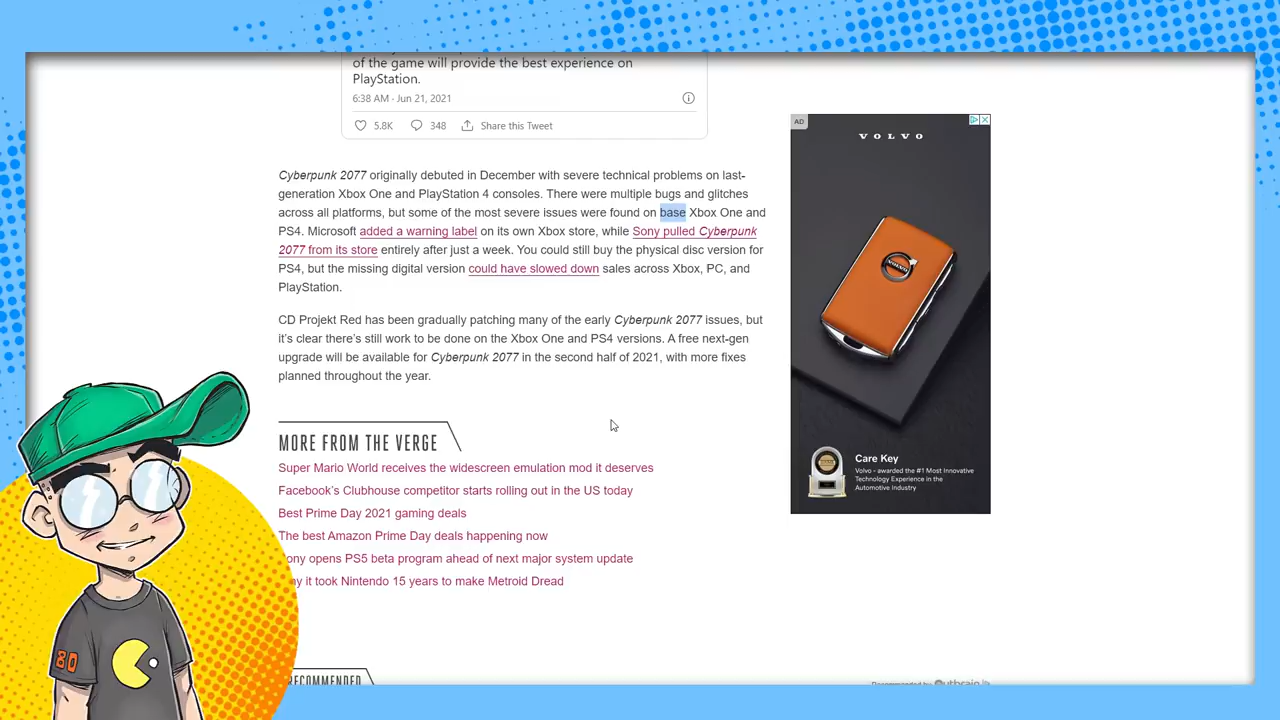 of the game will provide the best experience on
PlayStation.
6:38 AM · Jun 21, 2021
5.8K 348 Share this Tweet
Cyberpunk 2077 originally debuted in December with severe technical problems on last-
generation Xbox One and PlayStation 4 consoles. There were multiple bugs and glitches
across all platforms, but some of the most severe issues were found on base Xbox One and
PS4. Microsoft added a warning label on its own Xbox store, while Sony pulled Cyberpunk
2077 from its store entirely after just a week. You could still buy the physical disc version for
PS4, but the missing digital version could have slowed down sales across Xbox, PC, and
PlayStation.
CD Projekt Red has been gradually patching many of the early Cyberpunk 2077 issues, but
it's clear there's still work to be done on the Xbox One and PS4 versions. A free next-gen
upgrade will be available for Cyberpunk 2077 in the second half of 2021, with more fixes
planned throughout the year.
MORE FROM THE VERGE
Super Mario World receives the widescreen emulation mod it deserves
Facebook's Clubhouse competitor starts rolling out in the US today
Best Prime Day 2021 gaming deals
The best Amazon Prime Day deals happening now
ony opens PS5 beta program ahead of next major system update
y it took Nintendo 15 years to make Metroid Dread
RECOMMENDED
AD
VOLVO
VOLVO
Care Key
Volvo - awarded the #1 Most Innovative
Technology Experience in the
Automotive Industry
80